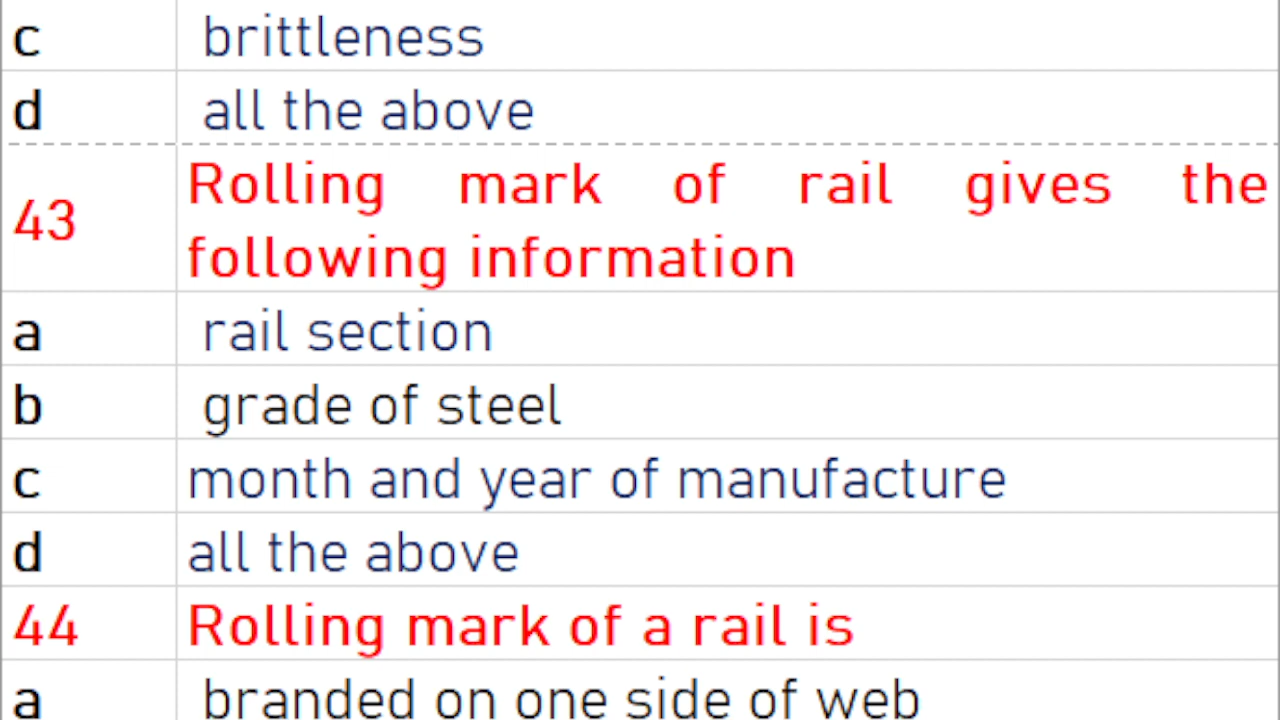 c brittleness
d all the above
43 Rolling mark of rail gives the
following information
a rail section
b grade of steel
c month and year of manufacture
d all the above
44 Rolling mark of a rail is
a branded on one side of web